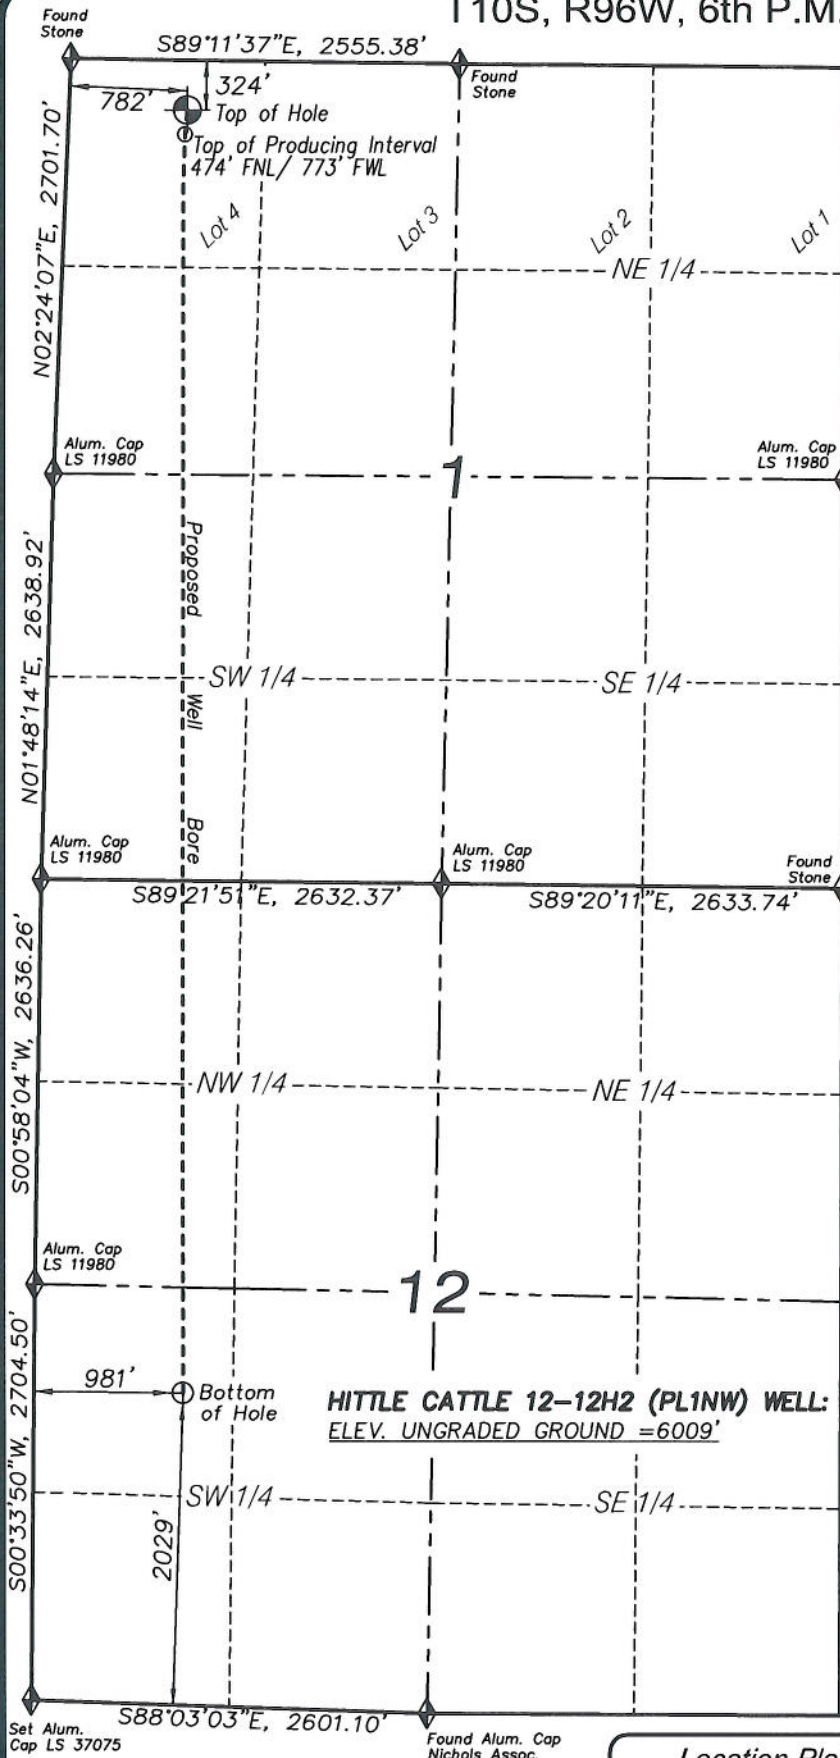 T10S, R96W, 6th P.M.
Found
Stone
S89°11'37"E, 2555.38'
Found
Stone
324'
782'
Top of Hole
Top of Producing Interval
474' FNL/ 773' FWL
N02°24'07"E, 2701.70'
Lot 4
Lot 3
Lot 2
Lot 1
NE 1/4
Alum. Cap
LS 11980
1
Alum. Cap
LS 11980
Proposed Well Bore
N01°48'14"E, 2638.92'
SW 1/4
SE 1/4
Alum. Cap
LS 11980
Alum. Cap
LS 11980
Found
Stone
S89°21'51"E, 2632.37'
S89°20'11"E, 2633.74'
S00°58'04"W, 2636.26'
NW 1/4
NE 1/4
Alum. Cap
LS 11980
12
981'
Bottom
of Hole
HITTLE CATTLE 12-12H2 (PL1NW) WELL:
ELEV. UNGRADED GROUND =6009'
S00°33'50"W, 2704.50'
SW 1/4
SE 1/4
2029'
S88°03'03"E, 2601.10'
Set Alum.
Cap LS 37075
Found Alum. Cap
Nichols Assoc.
Location